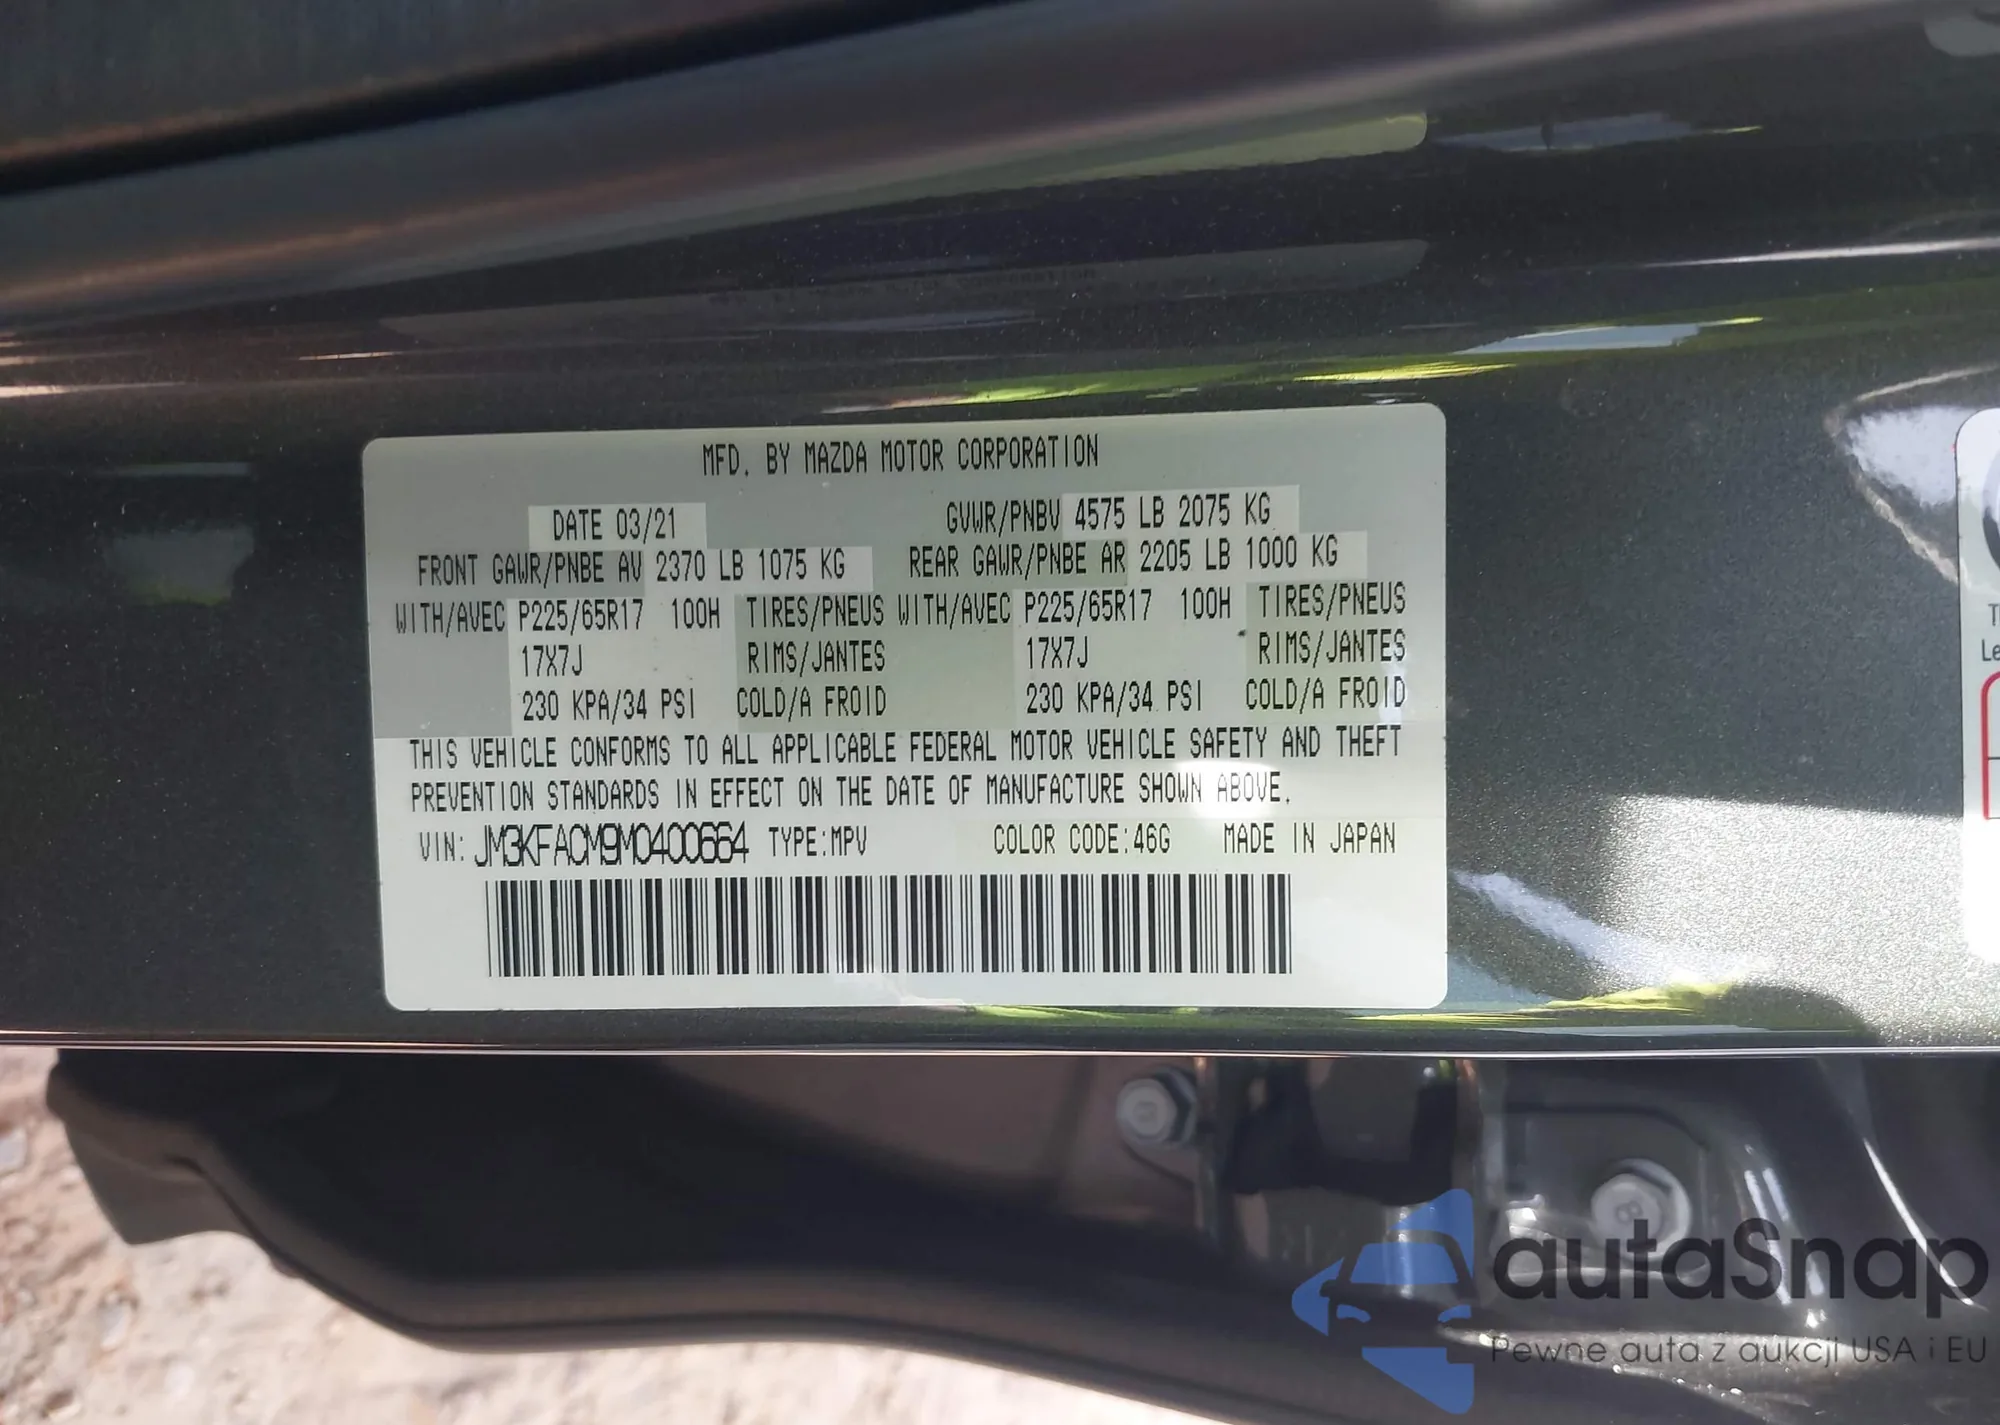 MFD. BY MAZDA MOTOR CORPORATION
DATE 03/21 GVWR/PNBV 4575 LB 2075 KG
FRONT GAWR/PNBE AV 2370 LB 1075 KG REAR GAWR/PNBE AR 2205 LB 1000 KG
WITH/AVEC P225/65R17 100H TIRES/PNEUS WITH/AVEC P225/65R17 100H TIRES/PNEUS
17X7J RIMS/JANTES 17X7J RIMS/JANTES
230 KPA/34 PSI COLD/A FROID 230 KPA/34 PSI COLD/A FROID
THIS VEHICLE CONFORMS TO ALL APPLICABLE FEDERAL MOTOR VEHICLE SAFETY AND THEFT
PREVENTION STANDARDS IN EFFECT ON THE DATE OF MANUFACTURE SHOWN ABOVE.
VIN: JM3KFACM9M0400664 TYPE:MPV COLOR CODE:46G MADE IN JAPAN
8
autaSnap
Pewne auta z aukcji USA i EU